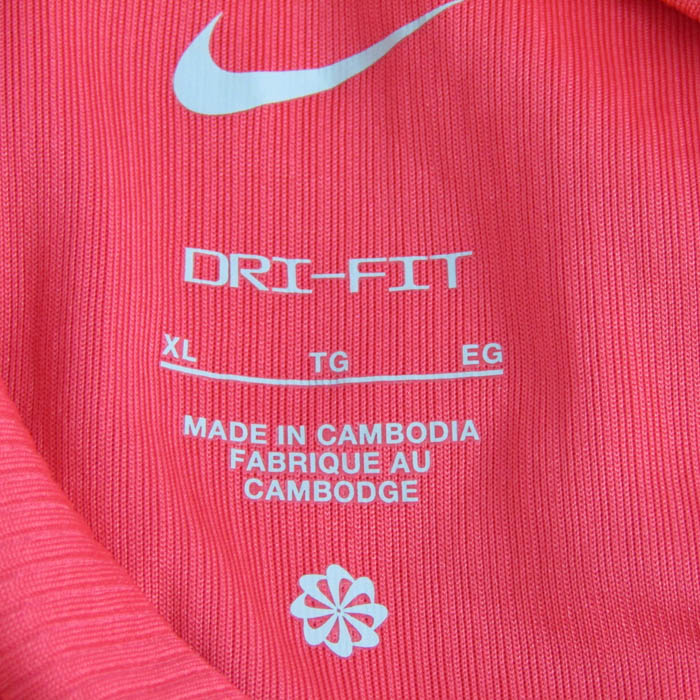 DRI-FIT
XL TG EG
MADE IN CAMBODIA
FABRIQUE AU
CAMBODGE